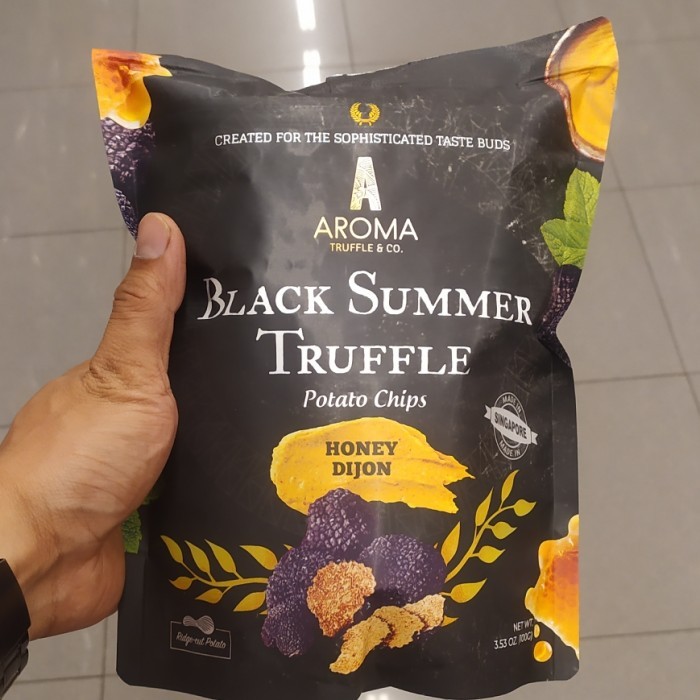 CREATED FOR THE SOPHISTICATED TASTE BUDS
A
AROMA
TRUFFLE & CO.
BLACK SUMMER
TRUFFLE
Potato Chips
MADE IN
SINGAPORE
MADE IN
HONEY
DIJON
Ridge-cut Potato
NET WT.
3.53 OZ (100G)